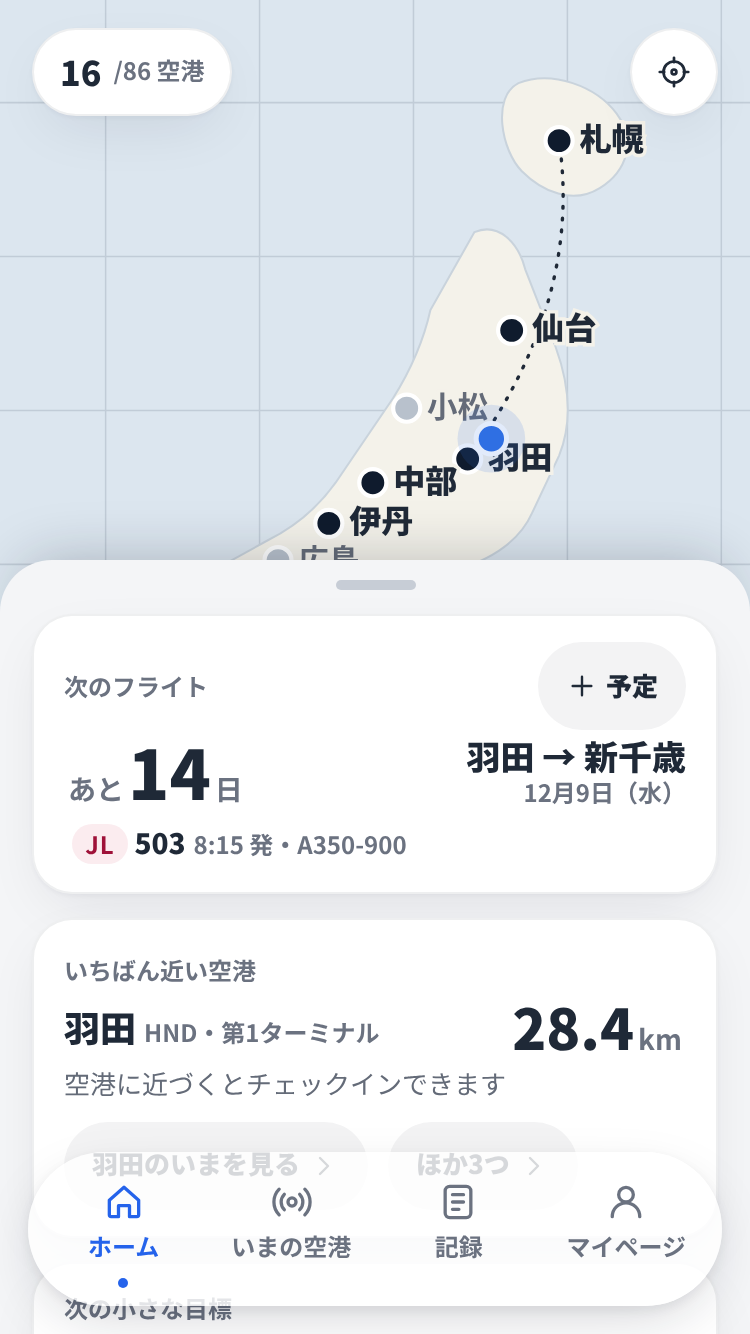 16 /86 空港
札幌
仙台
小松
羽田
中部
伊丹
広島
次のフライト
＋ 予定
あと14日
羽田 → 新千歳
12月9日（水）
JL 503 8:15 発・A350-900
いちばん近い空港
羽田 HND・第1ターミナル
28.4km
空港に近づくとチェックインできます
羽田のいまを見る
ほか3つ
ホーム
いまの空港
記録
マイページ
次の小さな目標